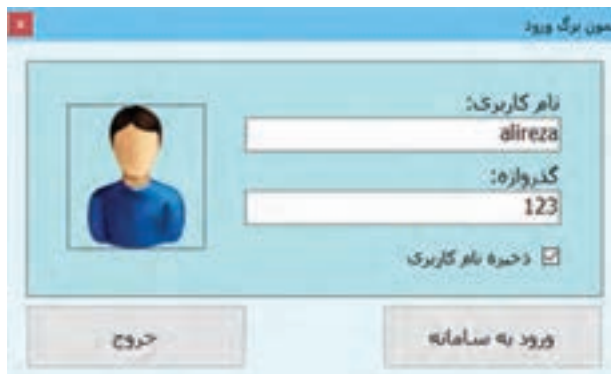 برگ ورود
نام کاربری:
alireza
گذرواژه:
123
ذخیره نام کاربری
ورود به سامانه
خروج